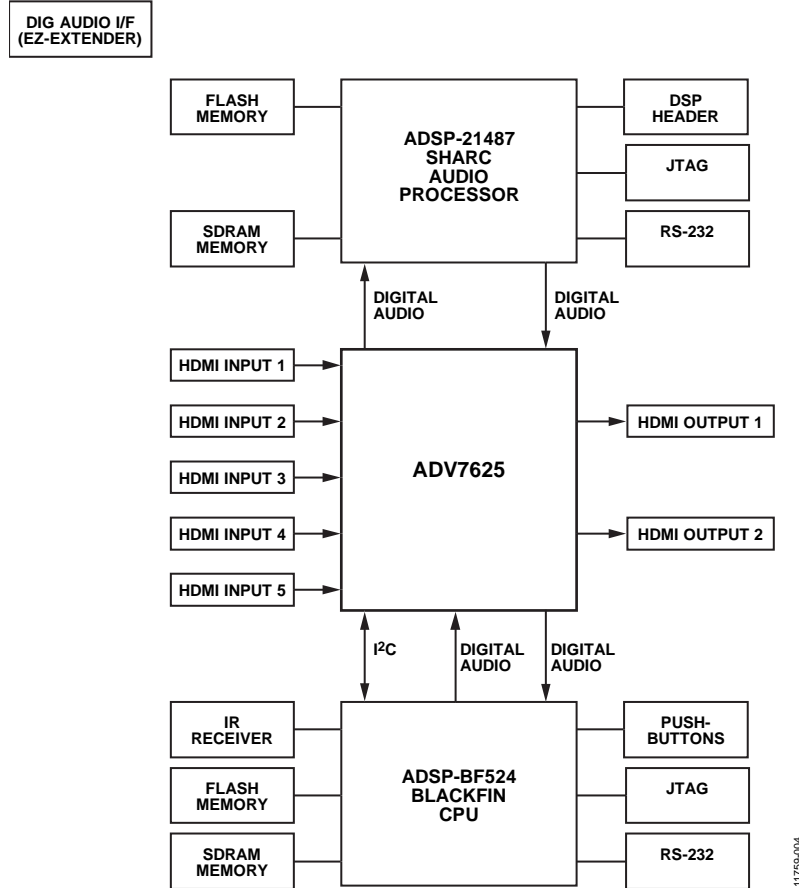 DIG AUDIO I/F
(EZ-EXTENDER)
FLASH
MEMORY
ADSP-21487
SHARC
AUDIO
PROCESSOR
DSP
HEADER
JTAG
SDRAM
MEMORY
RS-232
DIGITAL
AUDIO
DIGITAL
AUDIO
HDMI INPUT 1
HDMI INPUT 2
HDMI INPUT 3
HDMI INPUT 4
HDMI INPUT 5
ADV7625
HDMI OUTPUT 1
HDMI OUTPUT 2
I²C
DIGITAL
AUDIO
DIGITAL
AUDIO
IR
RECEIVER
FLASH
MEMORY
SDRAM
MEMORY
ADSP-BF524
BLACKFIN
CPU
PUSH-
BUTTONS
JTAG
RS-232
11759-004